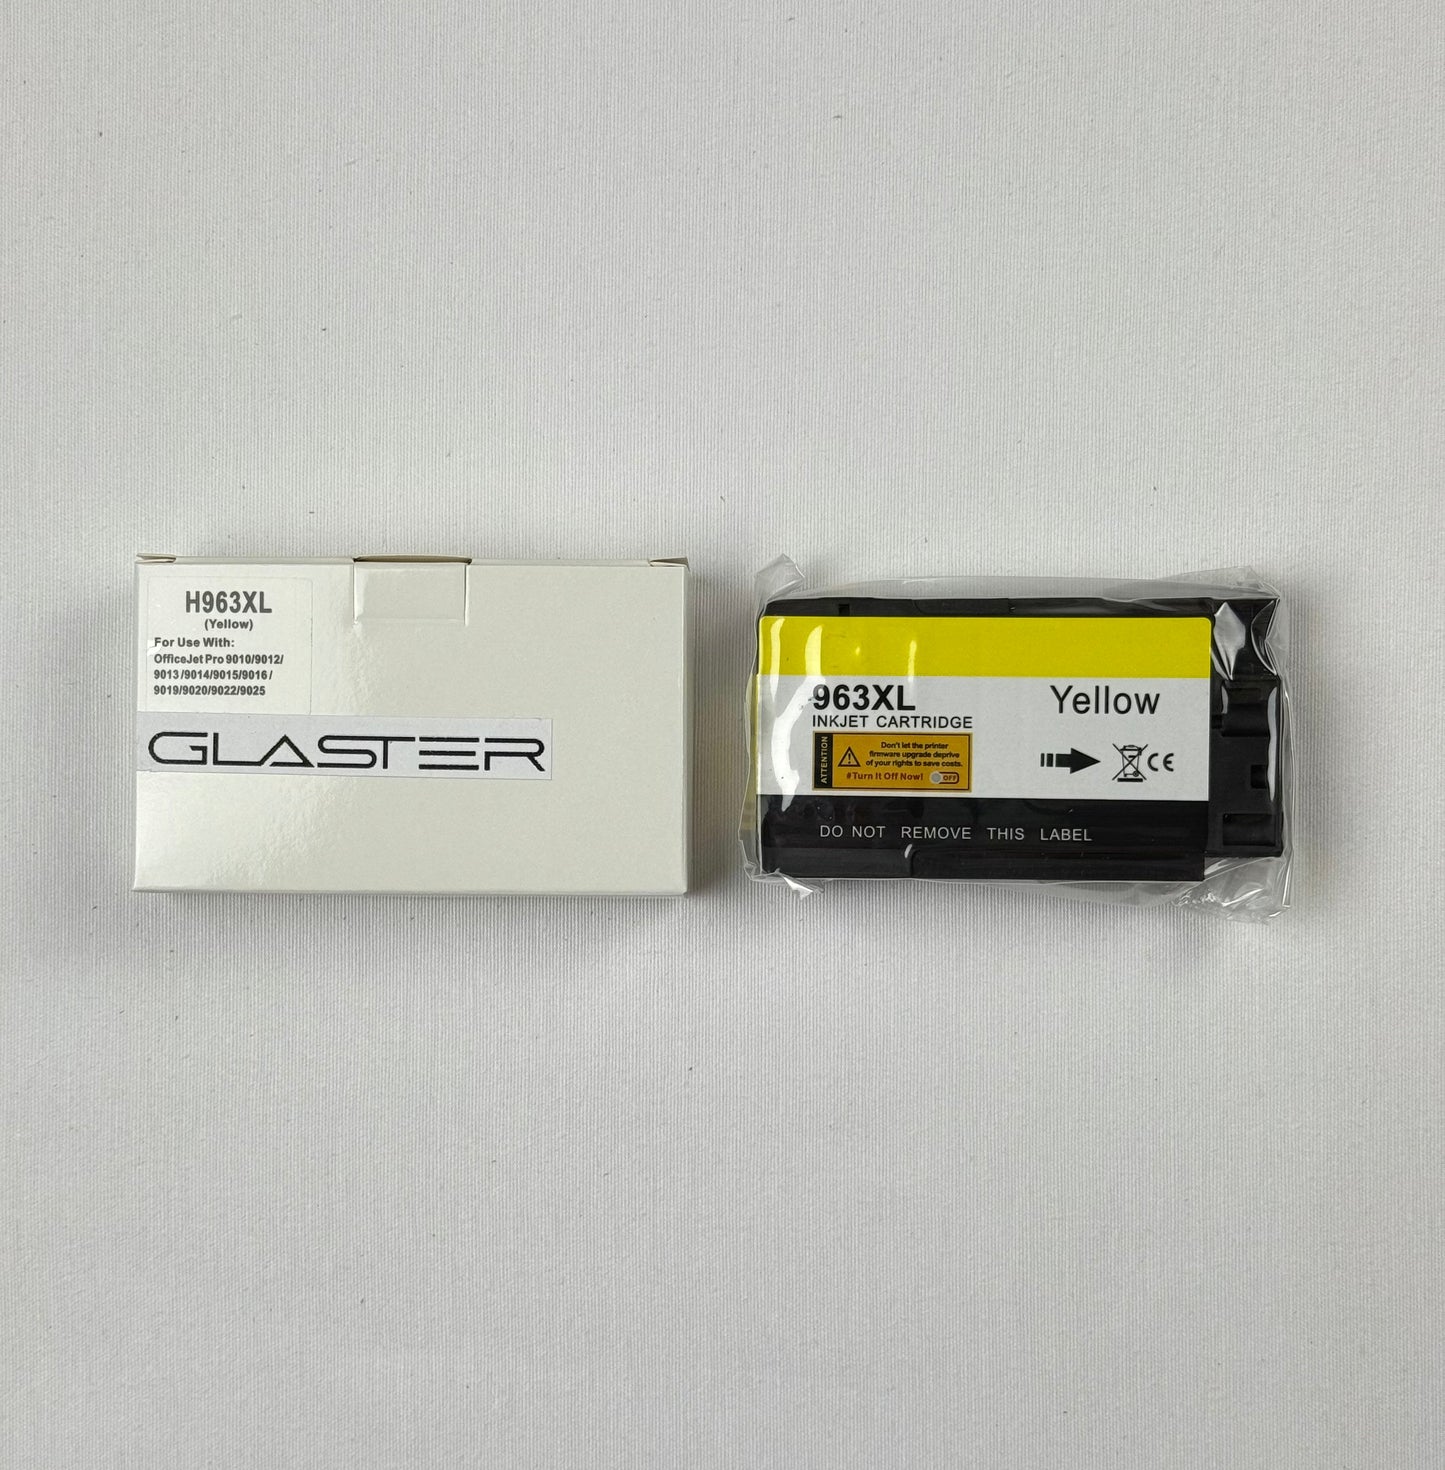 H963XL
(Yellow)
For Use With:
OfficeJet Pro 9010/9012/
9013 /9014/9015/9016 /
9019/9020/9022/9025
GLASTER
963XL
INKJET CARTRIDGE
Yellow
ATTENTION
Don't let the printer
firmware upgrade deprive
of your rights to save costs.
#Turn It Off Now! OFF
CE
DO NOT REMOVE THIS LABEL